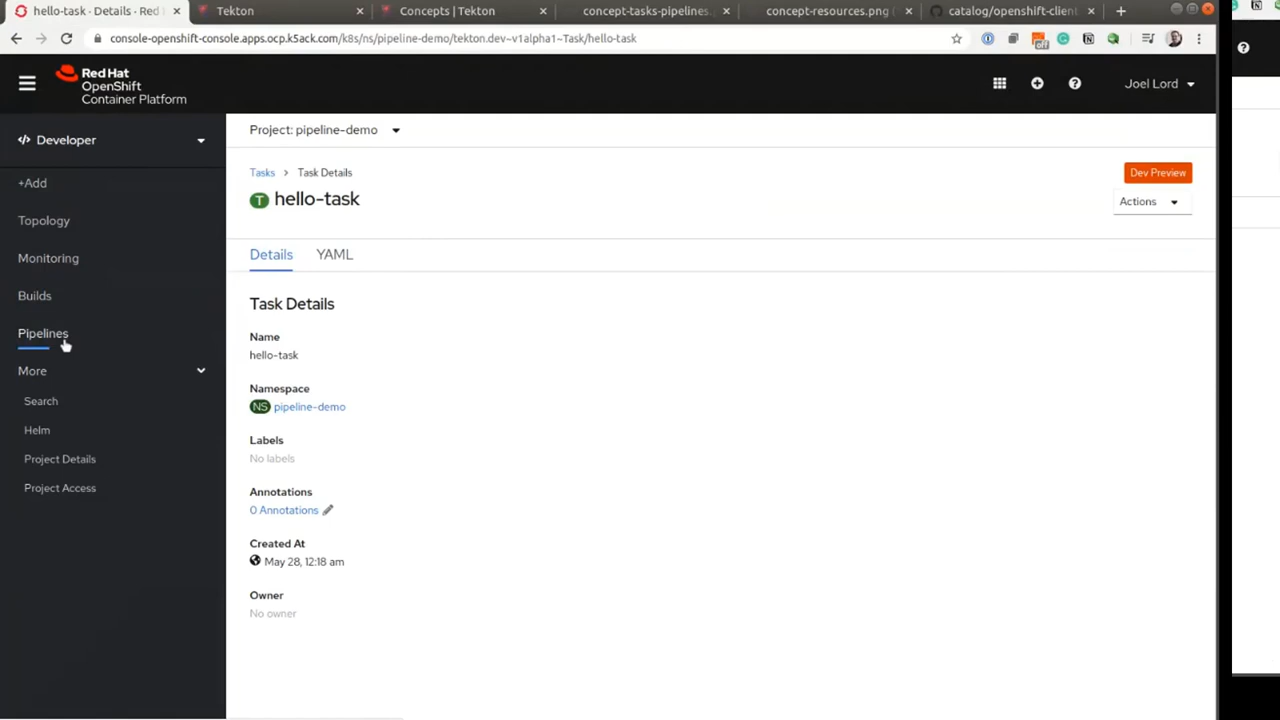 hello-task · Details · Red
Tekton
Concepts | Tekton
concept-tasks-pipelines.
concept-resources.png (
catalog/openshift-client
console-openshift-console.apps.ocp.k5ack.com/k8s/ns/pipeline-demo/tekton.dev~v1alpha1~Task/hello-task
off
Red Hat
OpenShift
Container Platform
Joel Lord
Developer
Project: pipeline-demo
+Add
Topology
Monitoring
Builds
Pipelines
More
Search
Helm
Project Details
Project Access
Tasks > Task Details
Dev Preview
T hello-task
Actions
Details YAML
Task Details
Name
hello-task
Namespace
NS pipeline-demo
Labels
No labels
Annotations
0 Annotations
Created At
May 28, 12:18 am
Owner
No owner